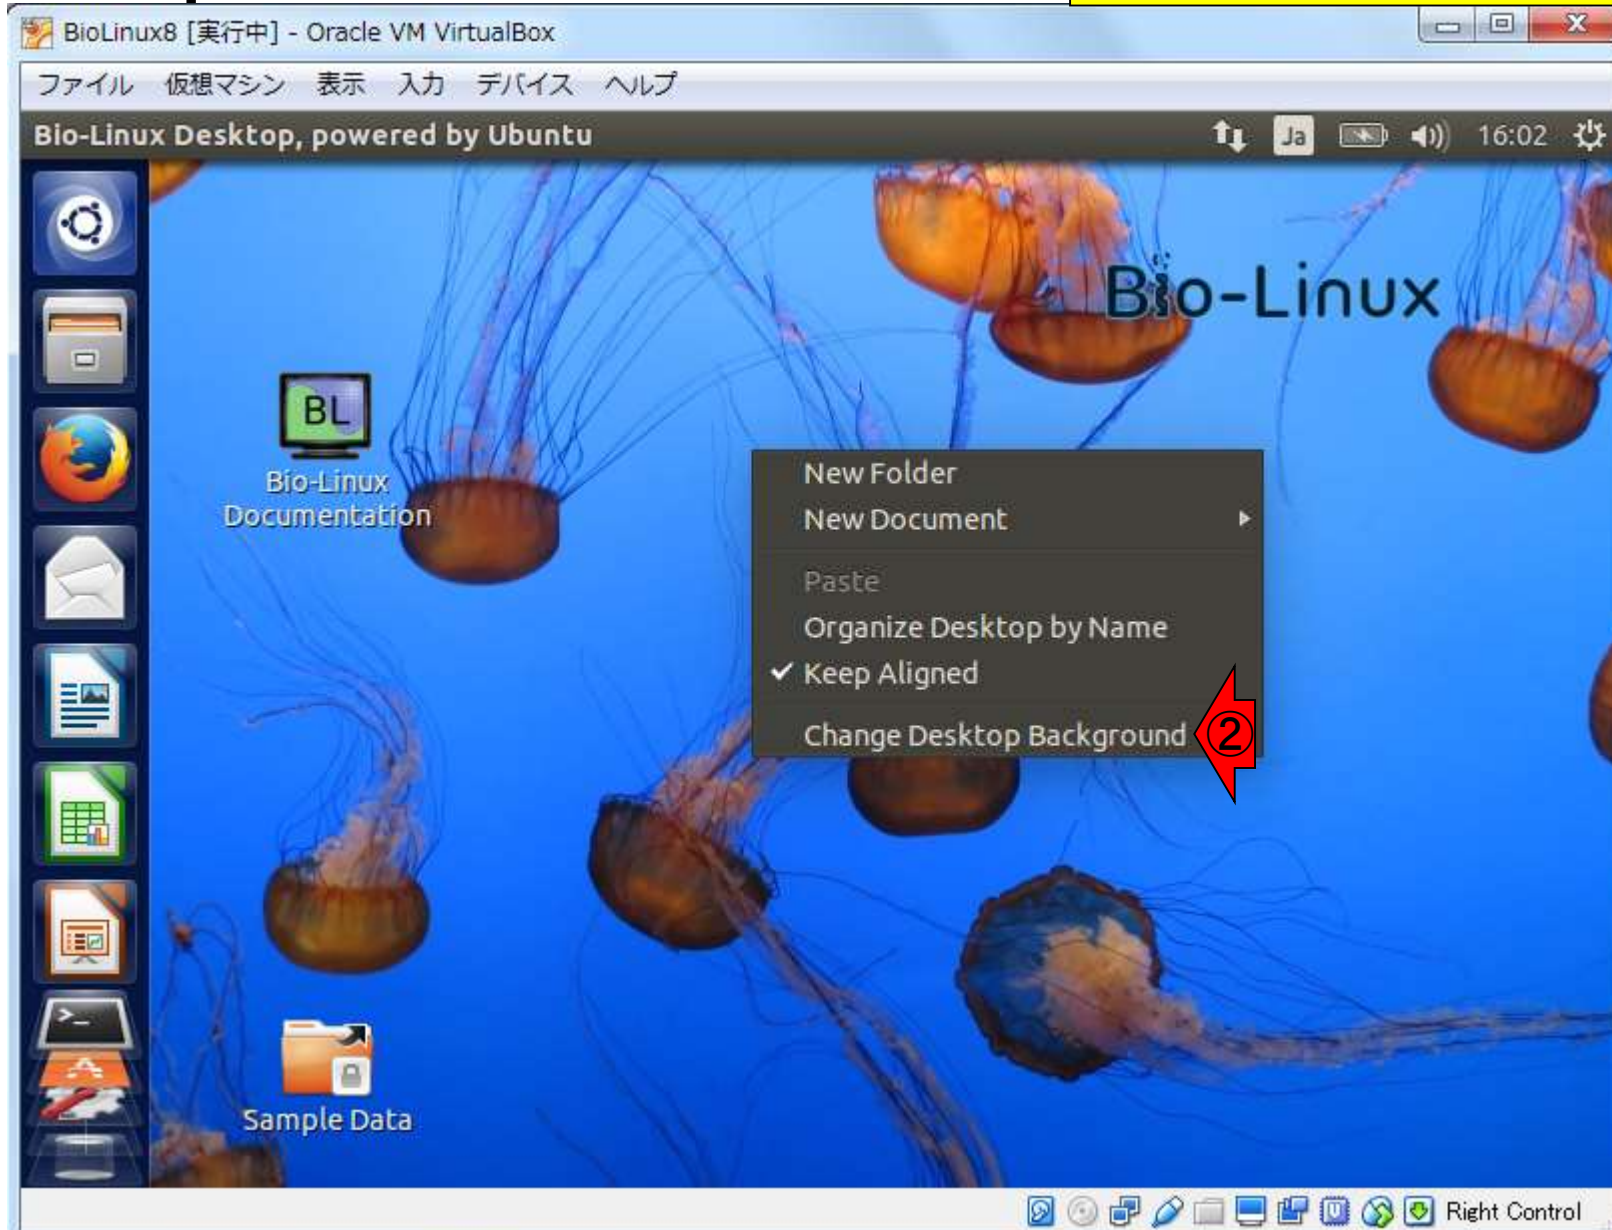 BioLinux8 [実行中] - Oracle VM VirtualBox
ファイル 仮想マシン 表示 入力 デバイス ヘルプ
Bio-Linux Desktop, powered by Ubuntu
Ja
16:02
Bio-Linux
BL
Bio-Linux
Documentation
New Folder
New Document
Paste
Organize Desktop by Name
Keep Aligned
Change Desktop Background
②
Sample Data
Right Control